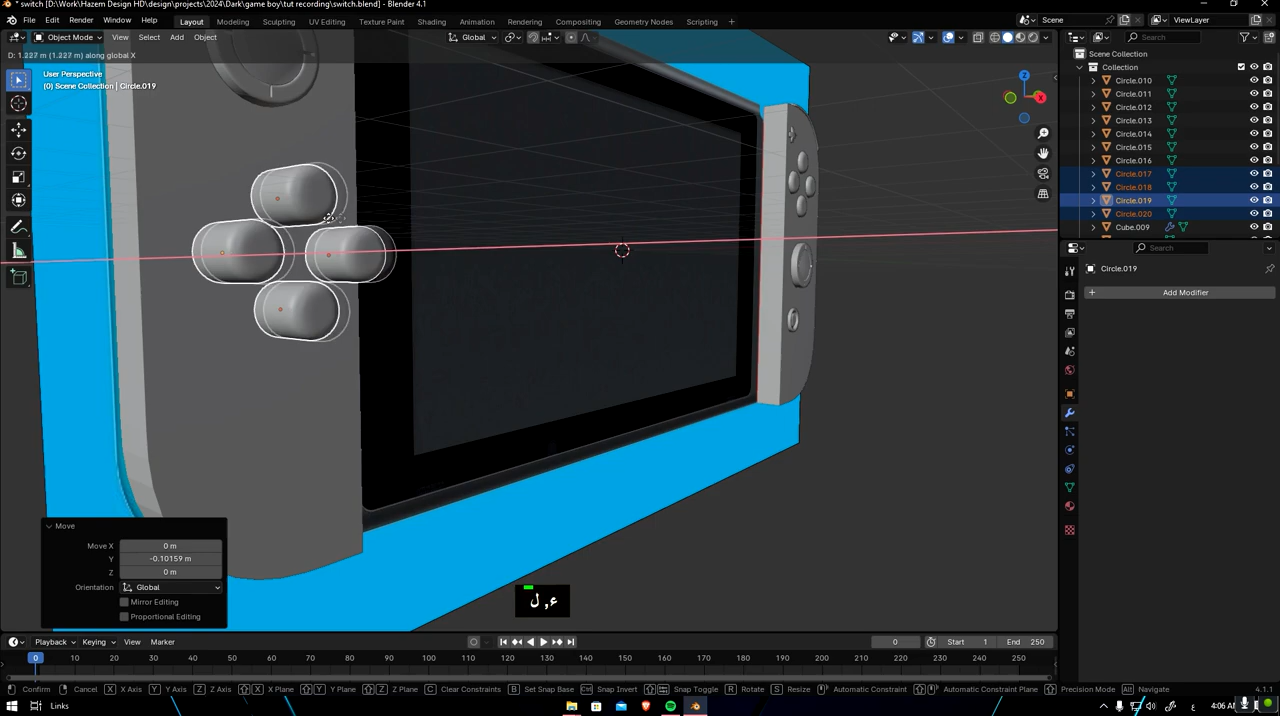 * switch [D:\Work\Hazem Design HD\design\projects\2024\Dark\game boy\tut recording\switch.blend] - Blender 4.1
File Edit Render Window Help Layout Modeling Sculpting UV Editing Texture Paint Shading Animation Rendering Compositing Geometry Nodes Scripting Scene ViewLayer
Object Mode View Select Add Object Global Search
D: 1.227 m (1.227 m) along global X
User Perspective
(0) Scene Collection | Circle.019
X
Z
Scene Collection
Collection
Circle.010
Circle.011
Circle.012
Circle.013
Circle.014
Circle.015
Circle.016
Circle.017
Circle.018
Circle.019
Circle.020
Cube.009
Search
Circle.019
Add Modifier
Move
Move X 0 m
Y -0.10159 m
Z 0 m
Orientation Global
Mirror Editing
Proportional Editing
ع, ل
Playback Keying View Marker 0 Start 1 End 250
0 10 20 30 40 50 60 70 80 90 100 110 120 130 140 150 160 170 180 190 200 210 220 230 240 250
Confirm Cancel X X Axis Y Y Axis Z Z Axis X X Plane Y Y Plane Z Z Plane C Clear Constraints B Set Snap Base Ctrl Snap Invert Snap Toggle R Rotate S Resize Automatic Constraint Automatic Constraint Plane Precision Mode Alt Navigate 4.1.1
Links ع 4:06